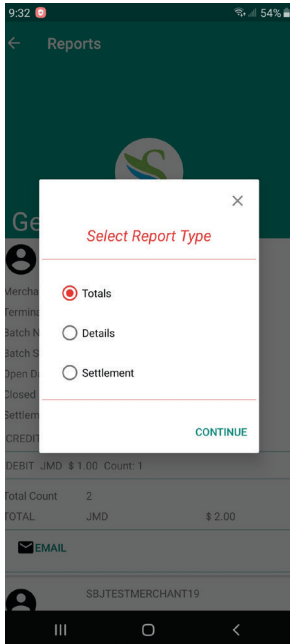 9:32 54%
Reports
Ge
Select Report Type
Totals
Details
Settlement
CONTINUE
Mercha
Termina
Batch N
Batch S
Open Da
Closed
Settlem
CREDIT
DEBIT JMD $ 1.00 Count: 1
Total Count 2
TOTAL JMD $ 2.00
EMAIL
SBJTESTMERCHANT19